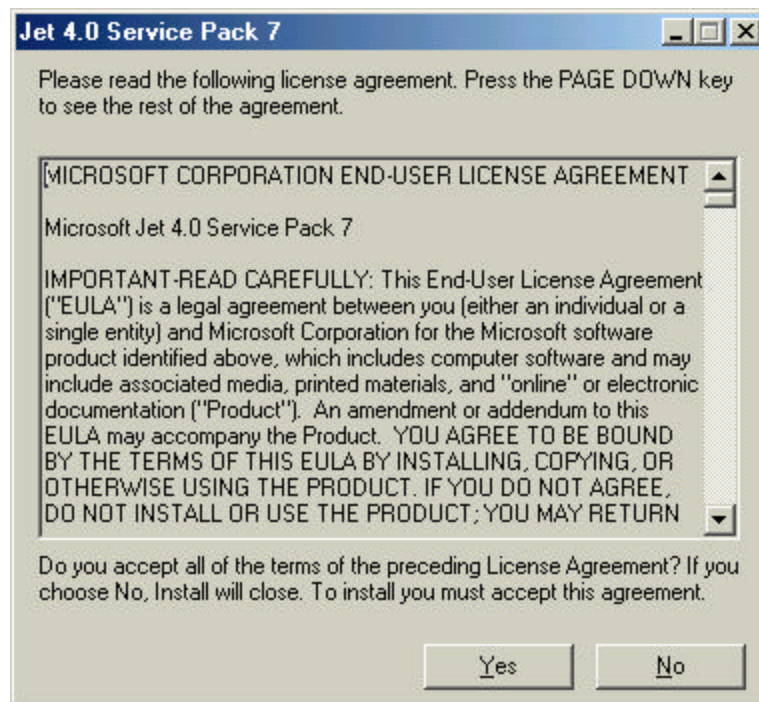 Jet 4.0 Service Pack 7
Please read the following license agreement. Press the PAGE DOWN key
to see the rest of the agreement.
MICROSOFT CORPORATION END-USER LICENSE AGREEMENT
Microsoft Jet 4.0 Service Pack 7
IMPORTANT-READ CAREFULLY: This End-User License Agreement
("EULA") is a legal agreement between you (either an individual or a
single entity) and Microsoft Corporation for the Microsoft software
product identified above, which includes computer software and may
include associated media, printed materials, and "online" or electronic
documentation ("Product").  An amendment or addendum to this
EULA may accompany the Product.  YOU AGREE TO BE BOUND
BY THE TERMS OF THIS EULA BY INSTALLING, COPYING, OR
OTHERWISE USING THE PRODUCT. IF YOU DO NOT AGREE,
DO NOT INSTALL OR USE THE PRODUCT; YOU MAY RETURN
Do you accept all of the terms of the preceding License Agreement? If you
choose No, Install will close. To install you must accept this agreement.
Yes
No